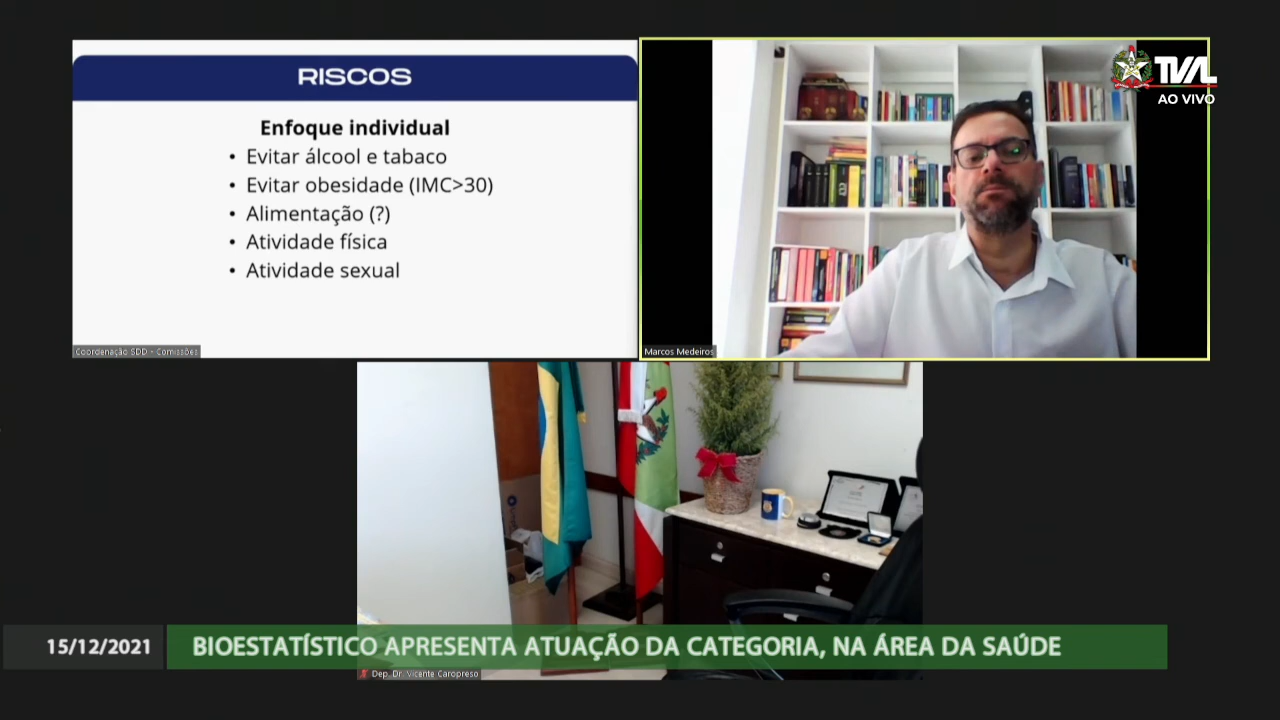 RISCOS
Enfoque individual
• Evitar álcool e tabaco
• Evitar obesidade (IMC>30)
• Alimentação (?)
• Atividade física
• Atividade sexual
Coordenação SDD - Comissões
TVAL
AO VIVO
Marcos Medeiros
15/12/2021
BIOESTATÍSTICO APRESENTA ATUAÇÃO DA CATEGORIA, NA ÁREA DA SAÚDE
Dep. Dr. Vicente Caropreso